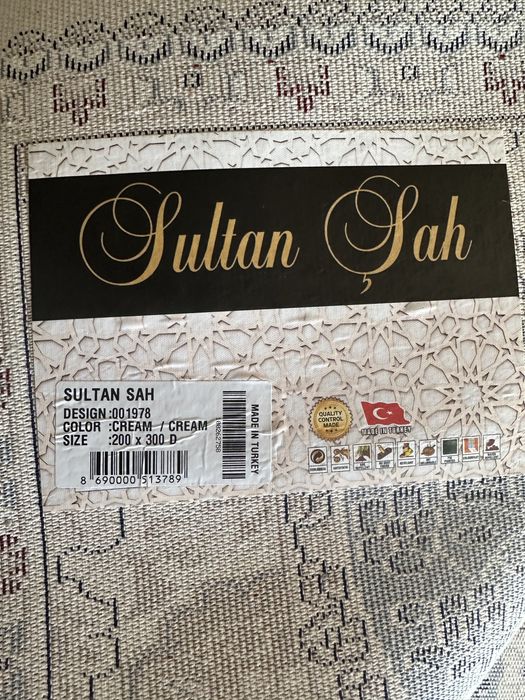 Sultan Şah
SULTAN SAH
DESIGN :001978
COLOR :CREAM / CREAM
SIZE :200 x 300 D
8 690000 513789
MADE IN TURKEY
QUALITY
CONTROL
MADE
MADE IN TURKEY